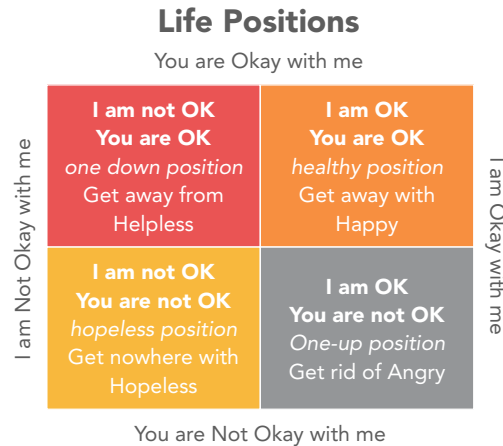 Life Positions
You are Okay with me
I am not OK
You are OK
one down position
Get away from
Helpless
I am OK
You are OK
healthy position
Get away with
Happy
I am Not Okay with me
I am Okay with me
I am not OK
You are not OK
hopeless position
Get nowhere with
Hopeless
I am OK
You are not OK
One-up position
Get rid of Angry
You are Not Okay with me